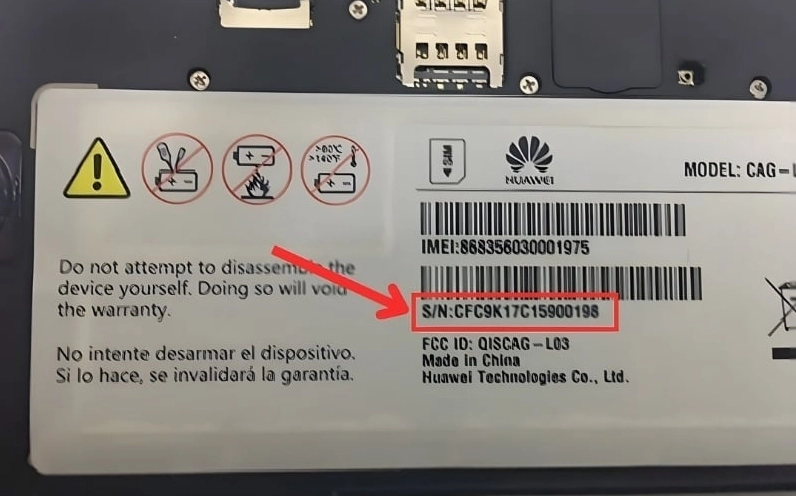 >60℃
>140℉
SIM
HUAWEI
MODEL: CAG-L
IMEI:868356030001975
S/N:CFC9K17C15900198
FCC ID: QISCAG-L03
Made in China
Huawei Technologies Co., Ltd.
Do not attempt to disassemble the
device yourself. Doing so will void
the warranty.
No intente desarmar el dispositivo.
Si lo hace, se invalidará la garantía.